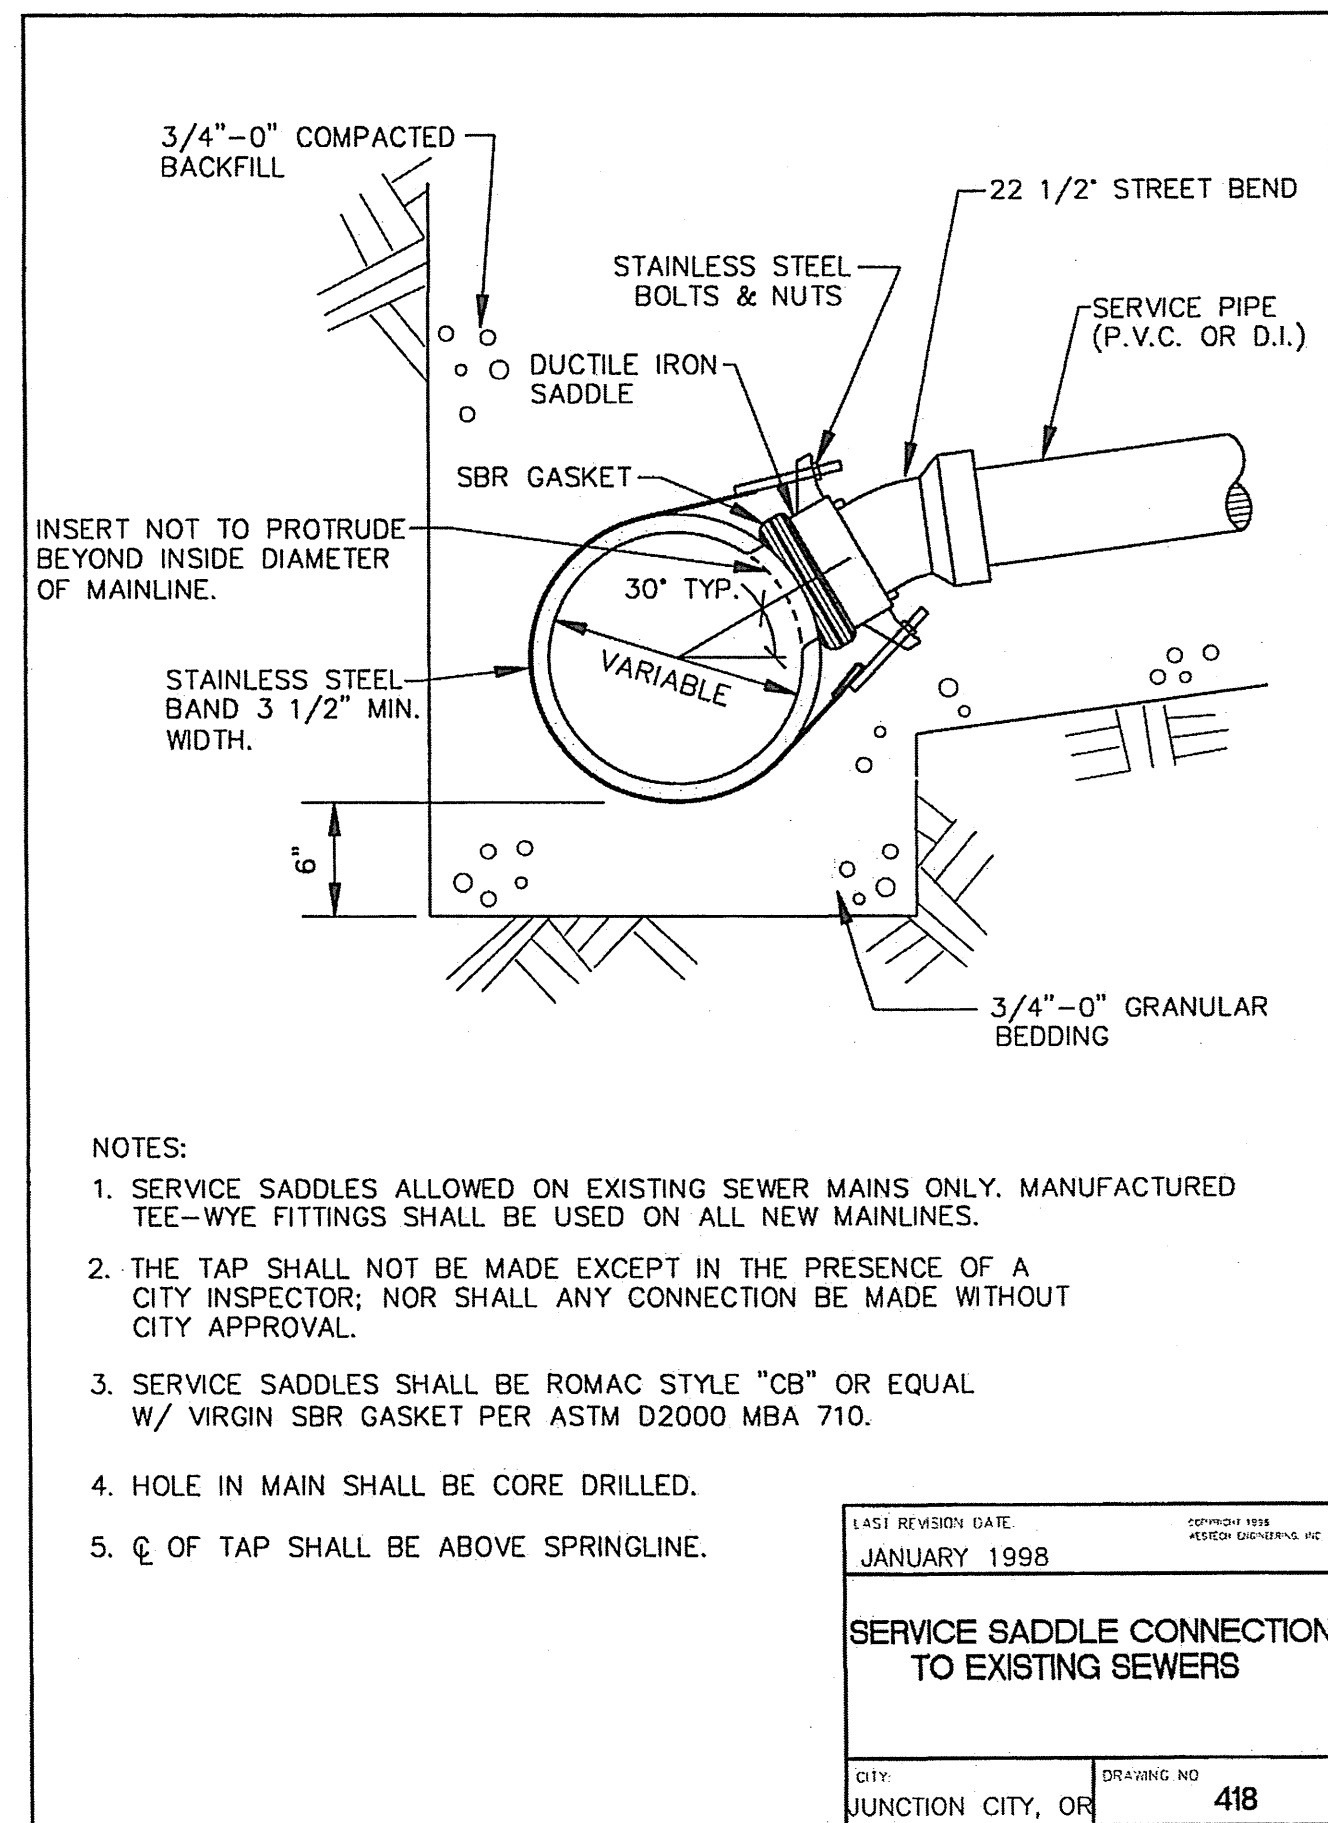 3/4"-0" COMPACTED
BACKFILL
22 1/2° STREET BEND
STAINLESS STEEL
BOLTS & NUTS
SERVICE PIPE
(P.V.C. OR D.I.)
DUCTILE IRON
SADDLE
SBR GASKET
INSERT NOT TO PROTRUDE
BEYOND INSIDE DIAMETER
OF MAINLINE.
30° TYP.
VARIABLE
STAINLESS STEEL
BAND 3 1/2" MIN.
WIDTH.
6"
3/4"-0" GRANULAR
BEDDING
NOTES:
1. SERVICE SADDLES ALLOWED ON EXISTING SEWER MAINS ONLY. MANUFACTURED
TEE-WYE FITTINGS SHALL BE USED ON ALL NEW MAINLINES.
2. THE TAP SHALL NOT BE MADE EXCEPT IN THE PRESENCE OF A
CITY INSPECTOR; NOR SHALL ANY CONNECTION BE MADE WITHOUT
CITY APPROVAL.
3. SERVICE SADDLES SHALL BE ROMAC STYLE "CB" OR EQUAL
W/ VIRGIN SBR GASKET PER ASTM D2000 MBA 710.
4. HOLE IN MAIN SHALL BE CORE DRILLED.
5. ℄ OF TAP SHALL BE ABOVE SPRINGLINE.
LAST REVISION DATE:
COPYRIGHT
WESTECH ENGINEERING, INC
JANUARY 1998
SERVICE SADDLE CONNECTION
TO EXISTING SEWERS
CITY:
JUNCTION CITY, OR
DRAWING NO
418